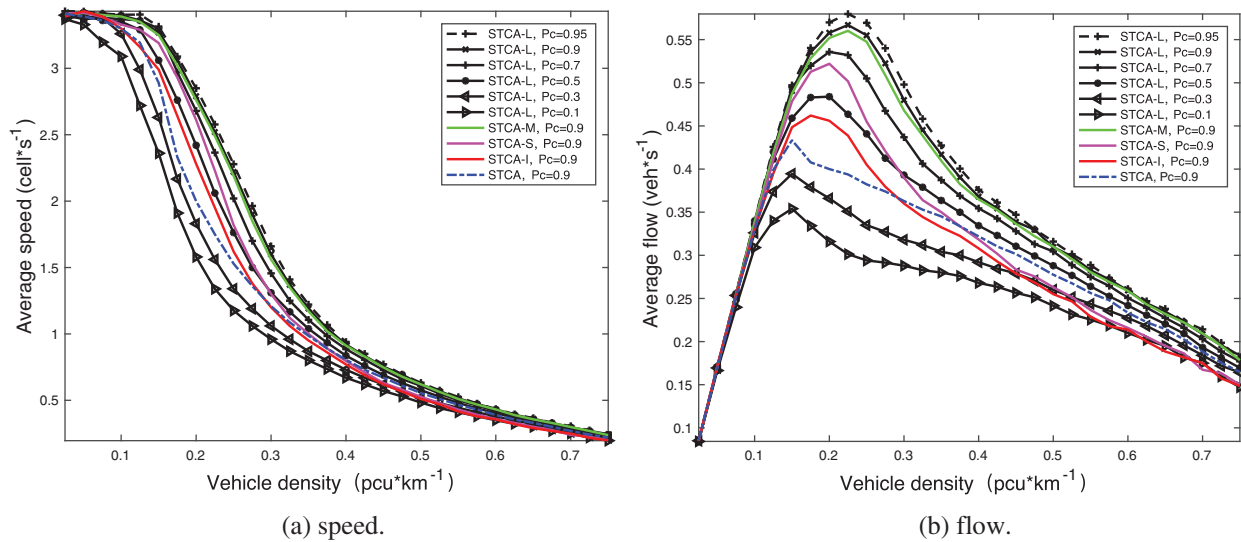 STCA-L, Pc=0.95
STCA-L, Pc=0.9
STCA-L, Pc=0.7
STCA-L, Pc=0.5
STCA-L, Pc=0.3
STCA-L, Pc=0.1
STCA-M, Pc=0.9
STCA-S, Pc=0.9
STCA-I, Pc=0.9
STCA, Pc=0.9
3
2.5
2
1.5
1
0.5
Average speed (cell*s⁻¹)
0.1 0.2 0.3 0.4 0.5 0.6 0.7
Vehicle density (pcu*km⁻¹)
(a) speed.
STCA-L, Pc=0.95
STCA-L, Pc=0.9
STCA-L, Pc=0.7
STCA-L, Pc=0.5
STCA-L, Pc=0.3
STCA-L, Pc=0.1
STCA-M, Pc=0.9
STCA-S, Pc=0.9
STCA-I, Pc=0.9
STCA, Pc=0.9
0.55
0.5
0.45
0.4
0.35
0.3
0.25
0.2
0.15
0.1
Average flow (veh*s⁻¹)
0.1 0.2 0.3 0.4 0.5 0.6 0.7
Vehicle density (pcu*km⁻¹)
(b) flow.